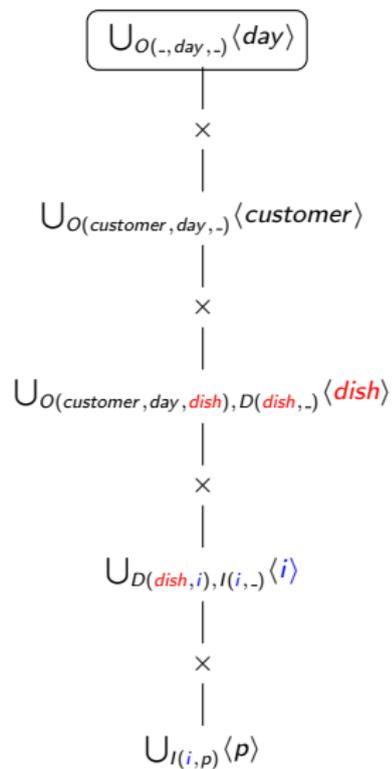 ⋃O(_,day,_)⟨day⟩
×
⋃O(customer,day,_)⟨customer⟩
×
⋃O(customer,day,dish),D(dish,_)⟨dish⟩
×
⋃D(dish,i),I(i,_)⟨i⟩
×
⋃I(i,p)⟨p⟩